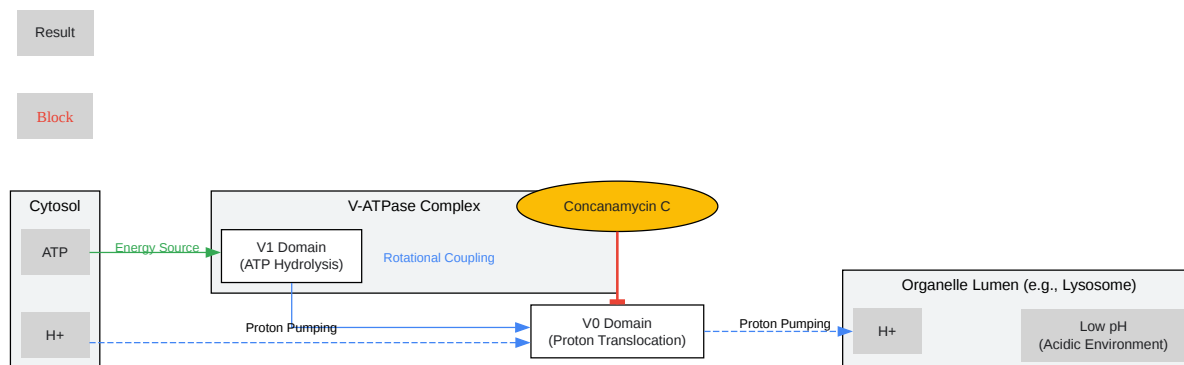 Result
Block
Cytosol
V-ATPase Complex
Concanamycin C
ATP
Energy Source
V1 Domain
(ATP Hydrolysis)
Rotational Coupling
Organelle Lumen (e.g., Lysosome)
H+
Proton Pumping
V0 Domain
(Proton Translocation)
Proton Pumping
H+
Low pH
(Acidic Environment)